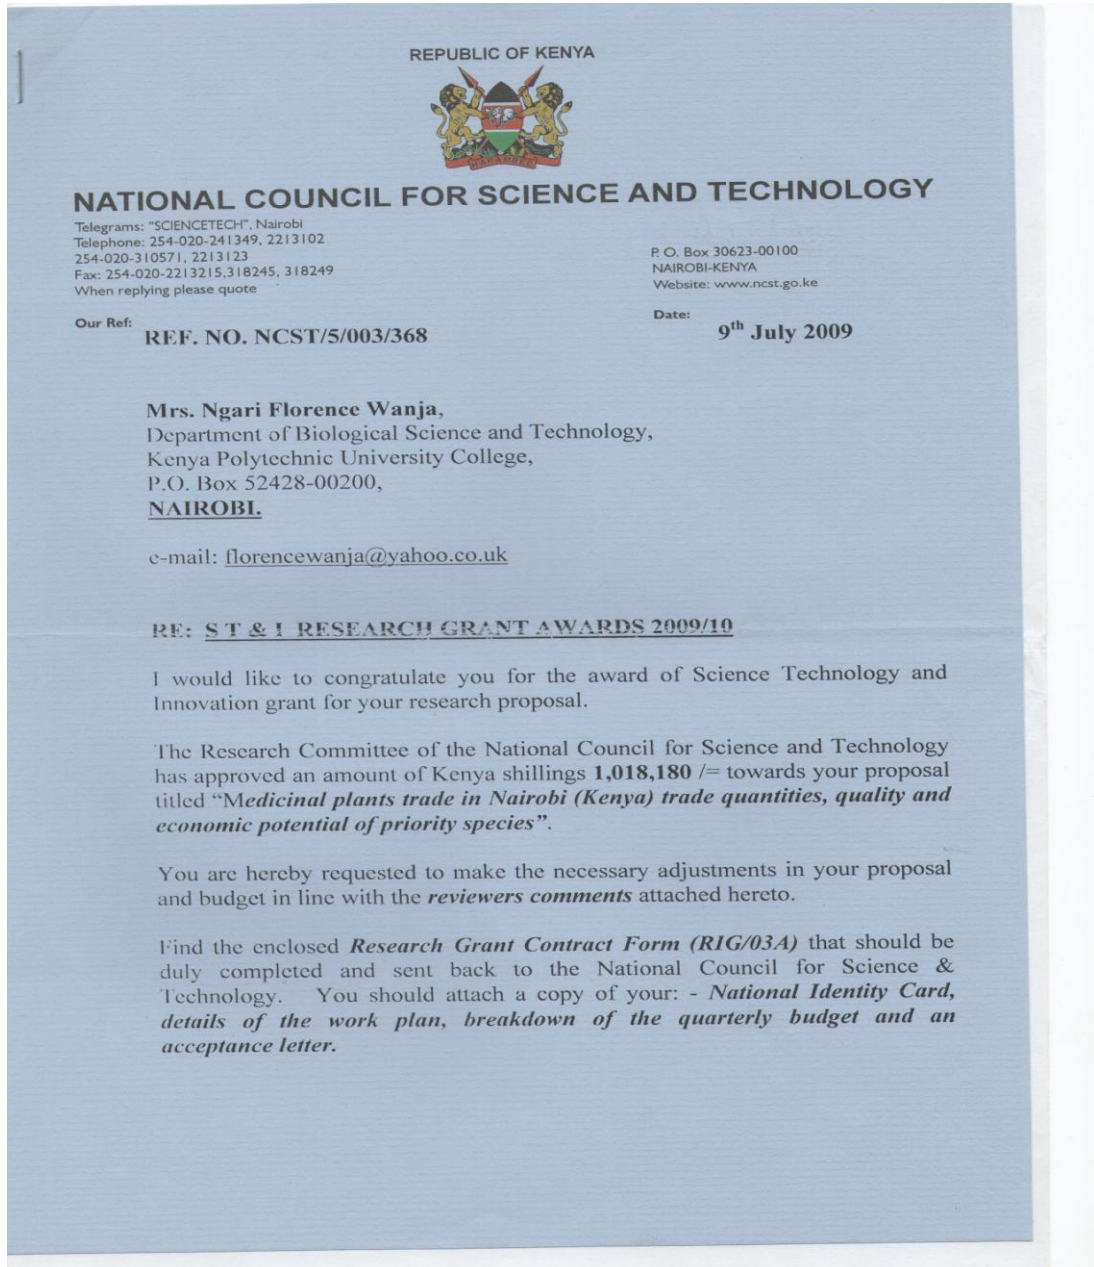 REPUBLIC OF KENYA
HARAMBEE
NATIONAL COUNCIL FOR SCIENCE AND TECHNOLOGY
Telegrams: "SCIENCETECH", Nairobi
Telephone: 254-020-241349, 2213102
254-020-310571, 2213123
Fax: 254-020-2213215,318245, 318249
When replying please quote
P. O. Box 30623-00100
NAIROBI-KENYA
Website: www.ncst.go.ke
Our Ref: REF. NO. NCST/5/003/368
Date: 9th July 2009
Mrs. Ngari Florence Wanja,
Department of Biological Science and Technology,
Kenya Polytechnic University College,
P.O. Box 52428-00200,
NAIROBI.
e-mail: florencewanja@yahoo.co.uk
RE: S T & I RESEARCH GRANT AWARDS 2009/10
I would like to congratulate you for the award of Science Technology and
Innovation grant for your research proposal.
The Research Committee of the National Council for Science and Technology
has approved an amount of Kenya shillings 1,018,180 /= towards your proposal
titled “Medicinal plants trade in Nairobi (Kenya) trade quantities, quality and
economic potential of priority species”.
You are hereby requested to make the necessary adjustments in your proposal
and budget in line with the reviewers comments attached hereto.
Find the enclosed Research Grant Contract Form (RIG/03A) that should be
duly completed and sent back to the National Council for Science &
Technology. You should attach a copy of your: - National Identity Card,
details of the work plan, breakdown of the quarterly budget and an
acceptance letter.